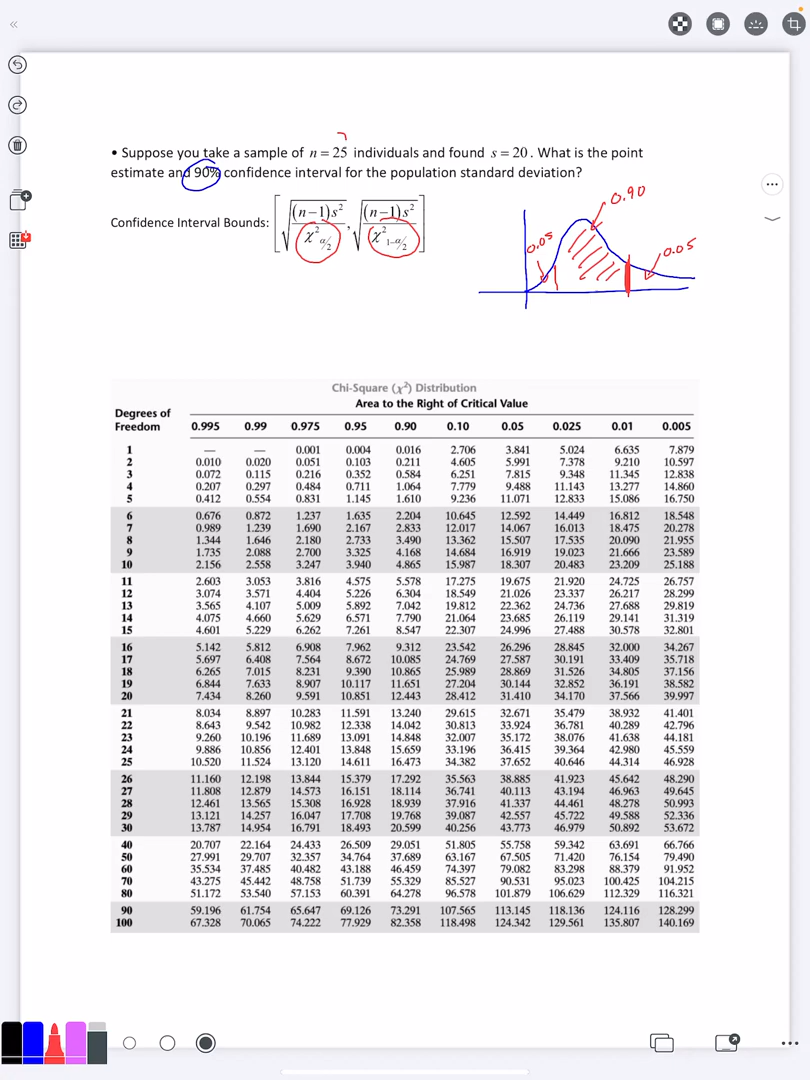 • Suppose you take a sample of n = 25 individuals and found s = 20 . What is the point
estimate and 90% confidence interval for the population standard deviation?
Confidence Interval Bounds: [√((n−1)s²/χ²α/2), √((n−1)s²/χ²1−α/2)]
0.90
0.05
0.05
Chi-Square (χ²) Distribution
Area to the Right of Critical Value
Degrees of
Freedom 0.995 0.99 0.975 0.95 0.90 0.10 0.05 0.025 0.01 0.005
1 — — 0.001 0.004 0.016 2.706 3.841 5.024 6.635 7.879
2 0.010 0.020 0.051 0.103 0.211 4.605 5.991 7.378 9.210 10.597
3 0.072 0.115 0.216 0.352 0.584 6.251 7.815 9.348 11.345 12.838
4 0.207 0.297 0.484 0.711 1.064 7.779 9.488 11.143 13.277 14.860
5 0.412 0.554 0.831 1.145 1.610 9.236 11.071 12.833 15.086 16.750
6 0.676 0.872 1.237 1.635 2.204 10.645 12.592 14.449 16.812 18.548
7 0.989 1.239 1.690 2.167 2.833 12.017 14.067 16.013 18.475 20.278
8 1.344 1.646 2.180 2.733 3.490 13.362 15.507 17.535 20.090 21.955
9 1.735 2.088 2.700 3.325 4.168 14.684 16.919 19.023 21.666 23.589
10 2.156 2.558 3.247 3.940 4.865 15.987 18.307 20.483 23.209 25.188
11 2.603 3.053 3.816 4.575 5.578 17.275 19.675 21.920 24.725 26.757
12 3.074 3.571 4.404 5.226 6.304 18.549 21.026 23.337 26.217 28.299
13 3.565 4.107 5.009 5.892 7.042 19.812 22.362 24.736 27.688 29.819
14 4.075 4.660 5.629 6.571 7.790 21.064 23.685 26.119 29.141 31.319
15 4.601 5.229 6.262 7.261 8.547 22.307 24.996 27.488 30.578 32.801
16 5.142 5.812 6.908 7.962 9.312 23.542 26.296 28.845 32.000 34.267
17 5.697 6.408 7.564 8.672 10.085 24.769 27.587 30.191 33.409 35.718
18 6.265 7.015 8.231 9.390 10.865 25.989 28.869 31.526 34.805 37.156
19 6.844 7.633 8.907 10.117 11.651 27.204 30.144 32.852 36.191 38.582
20 7.434 8.260 9.591 10.851 12.443 28.412 31.410 34.170 37.566 39.997
21 8.034 8.897 10.283 11.591 13.240 29.615 32.671 35.479 38.932 41.401
22 8.643 9.542 10.982 12.338 14.042 30.813 33.924 36.781 40.289 42.796
23 9.260 10.196 11.689 13.091 14.848 32.007 35.172 38.076 41.638 44.181
24 9.886 10.856 12.401 13.848 15.659 33.196 36.415 39.364 42.980 45.559
25 10.520 11.524 13.120 14.611 16.473 34.382 37.652 40.646 44.314 46.928
26 11.160 12.198 13.844 15.379 17.292 35.563 38.885 41.923 45.642 48.290
27 11.808 12.879 14.573 16.151 18.114 36.741 40.113 43.194 46.963 49.645
28 12.461 13.565 15.308 16.928 18.939 37.916 41.337 44.461 48.278 50.993
29 13.121 14.257 16.047 17.708 19.768 39.087 42.557 45.722 49.588 52.336
30 13.787 14.954 16.791 18.493 20.599 40.256 43.773 46.979 50.892 53.672
40 20.707 22.164 24.433 26.509 29.051 51.805 55.758 59.342 63.691 66.766
50 27.991 29.707 32.357 34.764 37.689 63.167 67.505 71.420 76.154 79.490
60 35.534 37.485 40.482 43.188 46.459 74.397 79.082 83.298 88.379 91.952
70 43.275 45.442 48.758 51.739 55.329 85.527 90.531 95.023 100.425 104.215
80 51.172 53.540 57.153 60.391 64.278 96.578 101.879 106.629 112.329 116.321
90 59.196 61.754 65.647 69.126 73.291 107.565 113.145 118.136 124.116 128.299
100 67.328 70.065 74.222 77.929 82.358 118.498 124.342 129.561 135.807 140.169